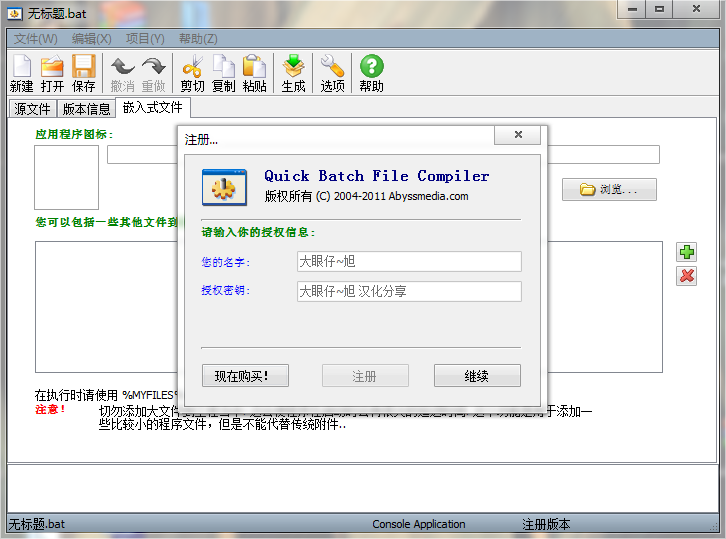 无标题.bat
文件(W) 编辑(X) 项目(Y) 帮助(Z)
新建 打开 保存 撤消 重做 剪切 复制 粘贴 生成 选项 帮助
源文件 版本信息 嵌入式文件
应用程序图标:
浏览...
您可以包括一些其他文件到
注册...
Quick Batch File Compiler
版权所有 (C) 2004-2011 Abyssmedia.com
请输入你的授权信息:
您的名字: 大眼仔~旭
授权密钥: 大眼仔~旭 汉化分享
现在购买! 注册 继续
在执行时请使用 %MYFILES%
注意! 切勿添加大文件 用于添加一
些比较小的程序文件，但是不能代替传统附件..
无标题.bat Console Application 注册版本